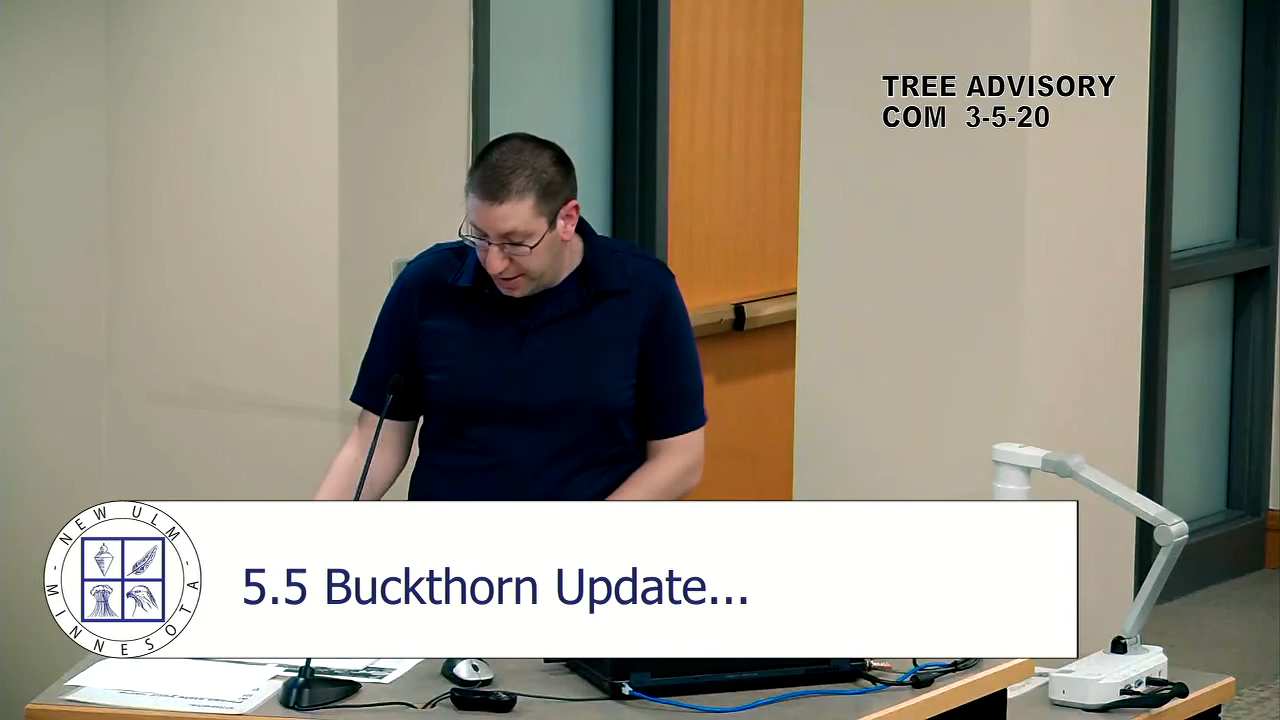 TREE ADVISORY
COM 3-5-20
NEW ULM
MINNESOTA
5.5 Buckthorn Update...